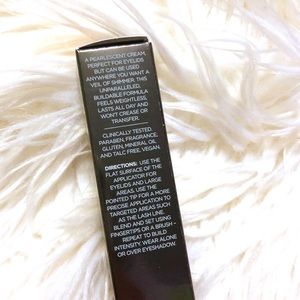 A PEARLESCENT CREAM,
PERFECT FOR EYELIDS
BUT CAN BE USED
ANYWHERE YOU WANT A
VEIL OF SHIMMER. THIS
UNPARALLELED,
BUILDABLE FORMULA
FEELS WEIGHTLESS,
LASTS ALL DAY AND
WON'T CREASE OR
TRANSFER.
CLINICALLY TESTED.
PARABEN, FRAGRANCE,
GLUTEN, MINERAL OIL
AND TALC FREE. VEGAN.
DIRECTIONS: USE THE
FLAT SURFACE OF THE
APPLICATOR FOR
EYELIDS AND LARGE
AREAS. USE THE
POINTED TIP FOR A MORE
PRECISE APPLICATION TO
TARGETED AREAS SUCH
AS THE LASH LINE.
BLEND AND SET USING
FINGERTIPS OR A BRUSH -
REPEAT TO BUILD
INTENSITY. WEAR ALONE
OR OVER EYESHADOW.